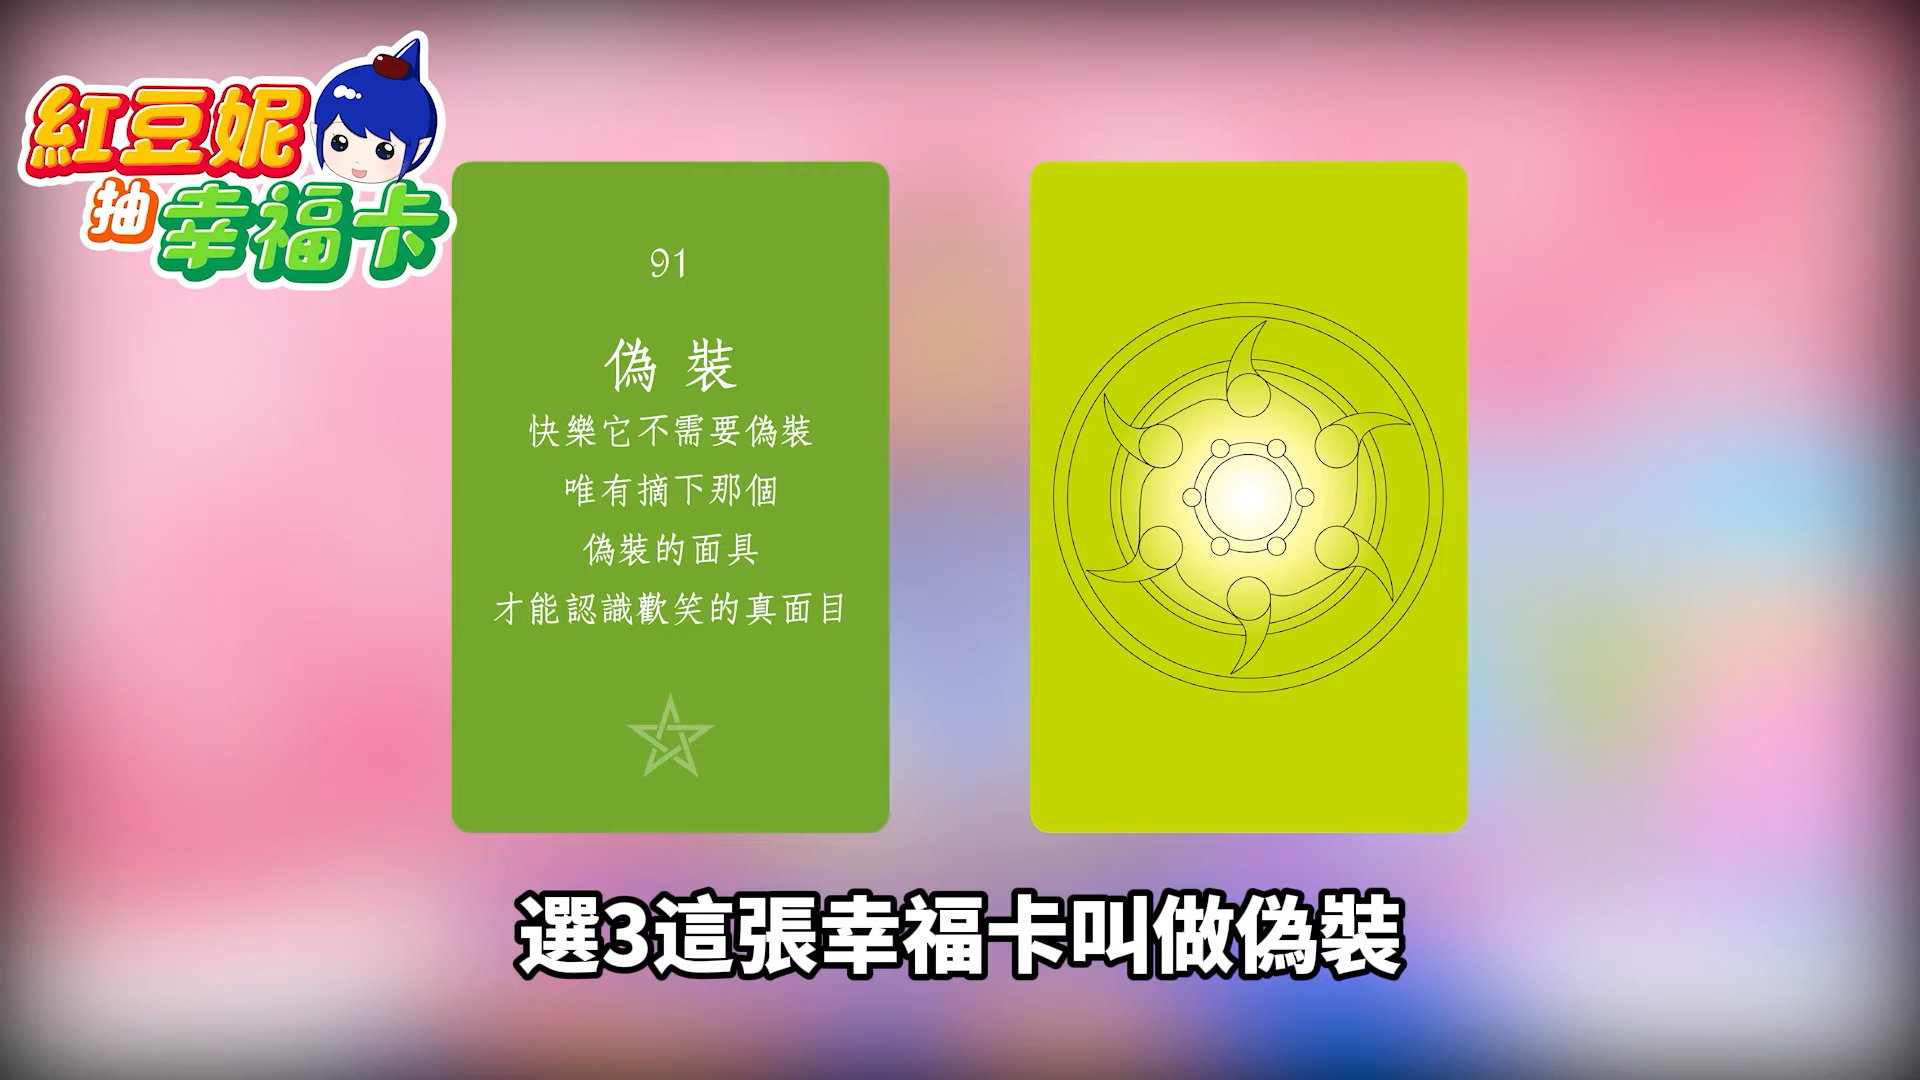 紅豆妮
抽幸福卡
91
偽裝
快樂它不需要偽裝
唯有摘下那個
偽裝的面具
才能認識歡笑的真面目
選3這張幸福卡叫做偽裝